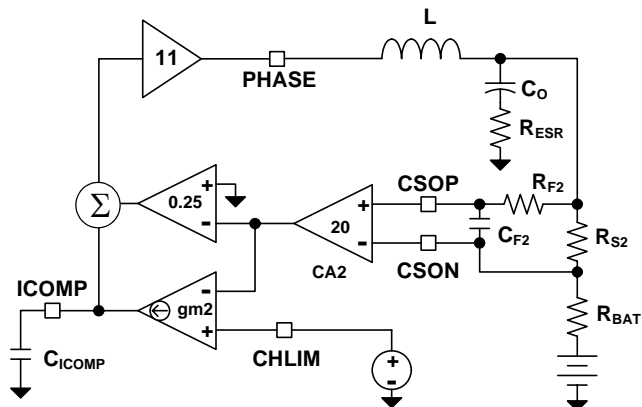 L
11
PHASE
CO
RESR
RF2
CSOP
0.25
+
-
Σ
20
+
-
CF2
RS2
CA2
CSON
ICOMP
-
gm2
+
RBAT
CICOMP
CHLIM
+
-